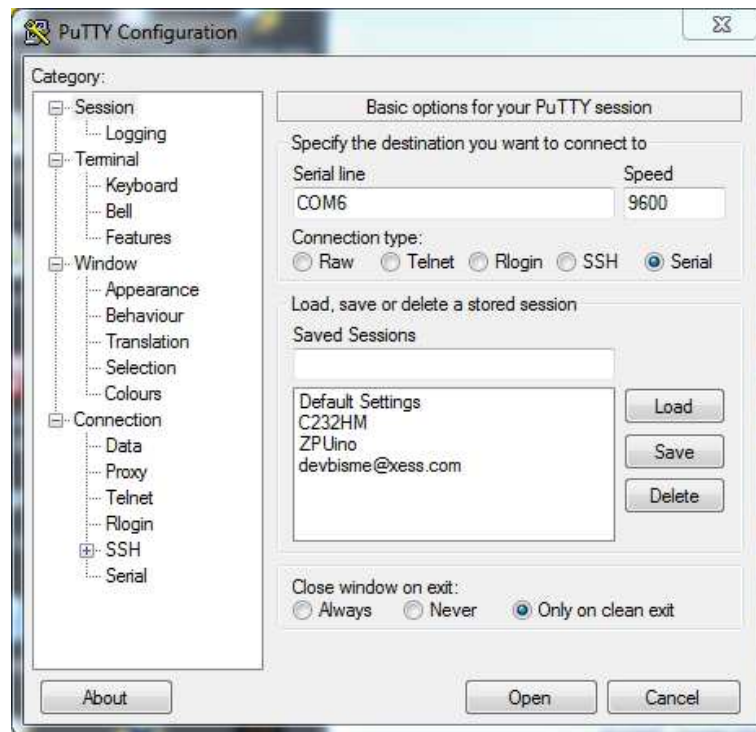 PuTTY Configuration
Category:
Session
Logging
Terminal
Keyboard
Bell
Features
Window
Appearance
Behaviour
Translation
Selection
Colours
Connection
Data
Proxy
Telnet
Rlogin
SSH
Serial
Basic options for your PuTTY session
Specify the destination you want to connect to
Serial line Speed
COM6 9600
Connection type:
Raw Telnet Rlogin SSH Serial
Load, save or delete a stored session
Saved Sessions
Default Settings
C232HM
ZPUino
devbisme@xess.com
Load
Save
Delete
Close window on exit:
Always Never Only on clean exit
About Open Cancel